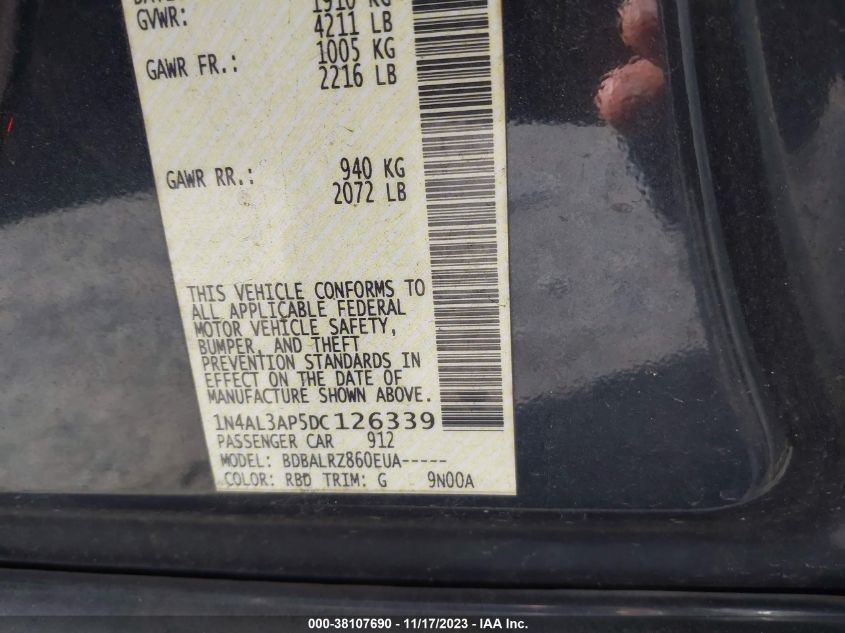 GVWR: 1910 KG
4211 LB
GAWR FR.: 1005 KG
2216 LB
GAWR RR.: 940 KG
2072 LB
THIS VEHICLE CONFORMS TO
ALL APPLICABLE FEDERAL
MOTOR VEHICLE SAFETY,
BUMPER, AND THEFT
PREVENTION STANDARDS IN
EFFECT ON THE DATE OF
MANUFACTURE SHOWN ABOVE.
1N4AL3AP5DC126339
PASSENGER CAR 912
MODEL: BDBALRZ860EUA-----
COLOR: RBD TRIM: G 9N00A
000-38107690 - 11/17/2023 - IAA Inc.